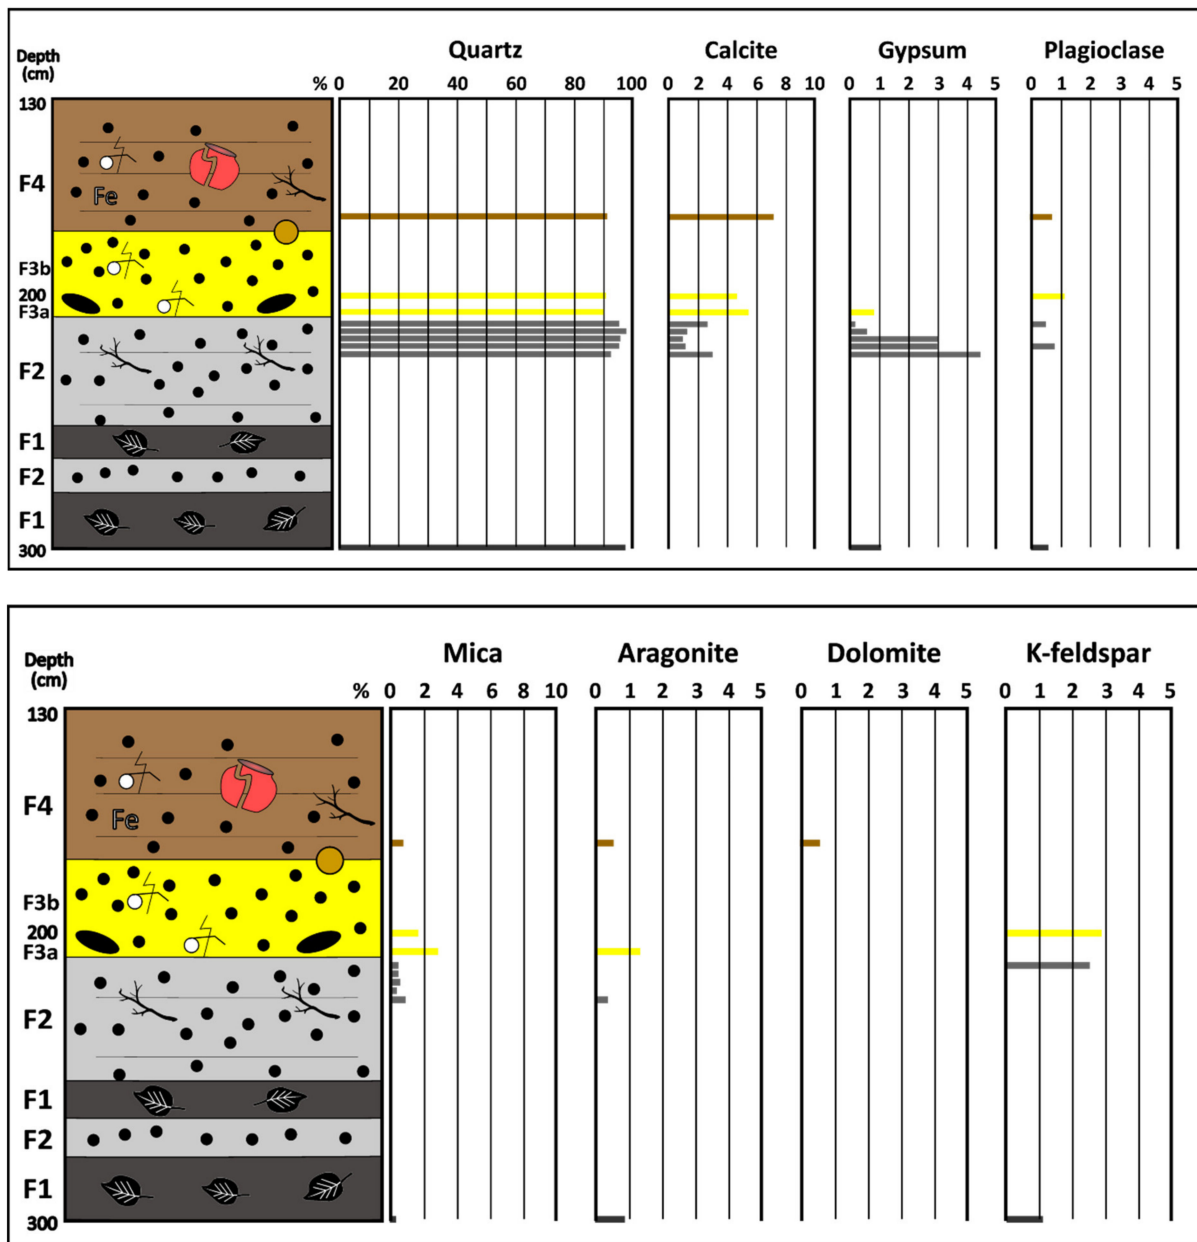 Quartz Calcite Gypsum Plagioclase
Depth
(cm)
% 0 20 40 60 80 100 0 2 4 6 8 10 0 1 2 3 4 5 0 1 2 3 4 5
130
F4
Fe
F3b
200
F3a
F2
F1
F2
F1
300
Mica Aragonite Dolomite K-feldspar
Depth
(cm)
% 0 2 4 6 8 10 0 1 2 3 4 5 0 1 2 3 4 5 0 1 2 3 4 5
130
F4
Fe
F3b
200
F3a
F2
F1
F2
F1
300